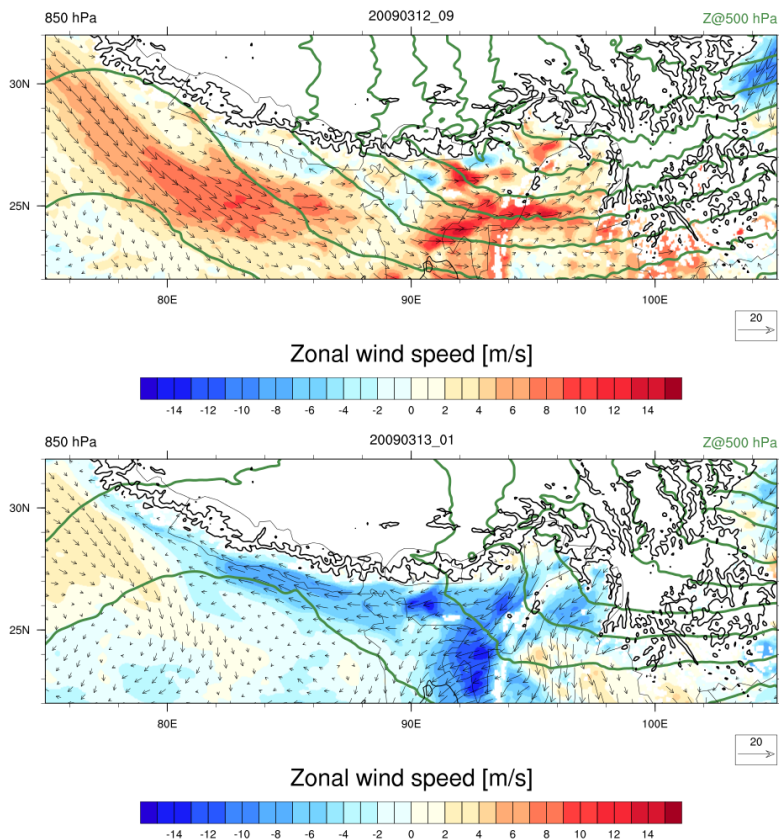 850 hPa 20090312_09 Z@500 hPa
30N
25N
80E 90E 100E
20
Zonal wind speed [m/s]
-14 -12 -10 -8 -6 -4 -2 0 2 4 6 8 10 12 14
850 hPa 20090313_01 Z@500 hPa
30N
25N
80E 90E 100E
20
Zonal wind speed [m/s]
-14 -12 -10 -8 -6 -4 -2 0 2 4 6 8 10 12 14